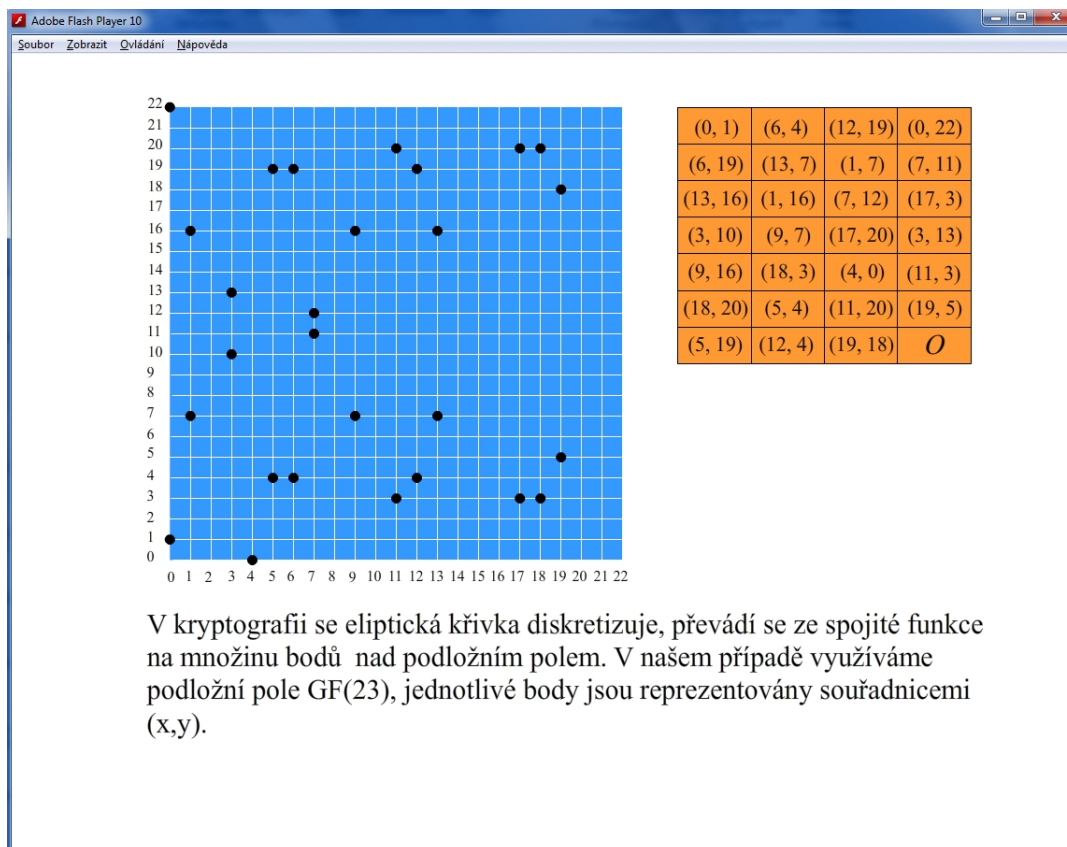 Adobe Flash Player 10
Soubor Zobrazit Ovládání Nápověda
22
21
20
19
18
17
16
15
14
13
12
11
10
9
8
7
6
5
4
3
2
1
0
0 1 2 3 4 5 6 7 8 9 10 11 12 13 14 15 16 17 18 19 20 21 22
(0, 1) (6, 4) (12, 19) (0, 22)
(6, 19) (13, 7) (1, 7) (7, 11)
(13, 16) (1, 16) (7, 12) (17, 3)
(3, 10) (9, 7) (17, 20) (3, 13)
(9, 16) (18, 3) (4, 0) (11, 3)
(18, 20) (5, 4) (11, 20) (19, 5)
(5, 19) (12, 4) (19, 18) O
V kryptografii se eliptická křivka diskretizuje, převádí se ze spojité funkce
na množinu bodů nad podložním polem. V našem případě využíváme
podložní pole GF(23), jednotlivé body jsou reprezentovány souřadnicemi
(x,y).